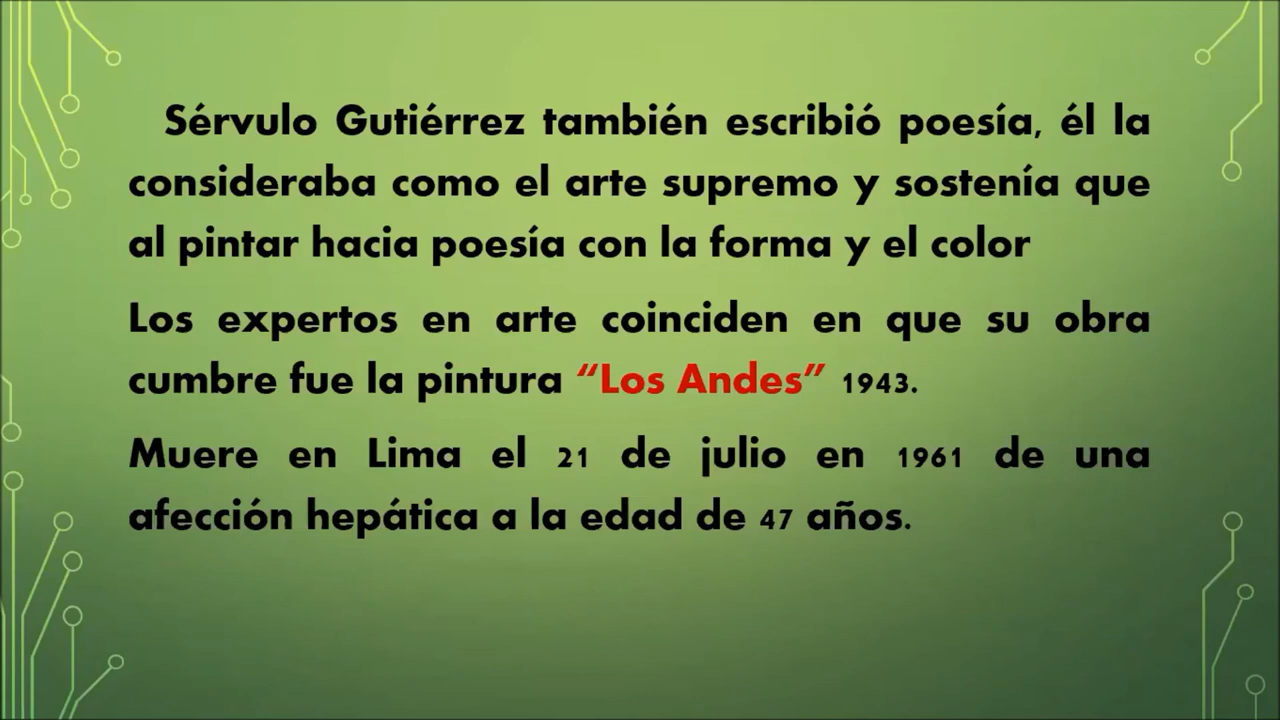 Sérvulo Gutiérrez también escribió poesía, él la
consideraba como el arte supremo y sostenía que
al pintar hacia poesía con la forma y el color
Los expertos en arte coinciden en que su obra
cumbre fue la pintura “Los Andes” 1943.
Muere en Lima el 21 de julio en 1961 de una
afección hepática a la edad de 47 años.